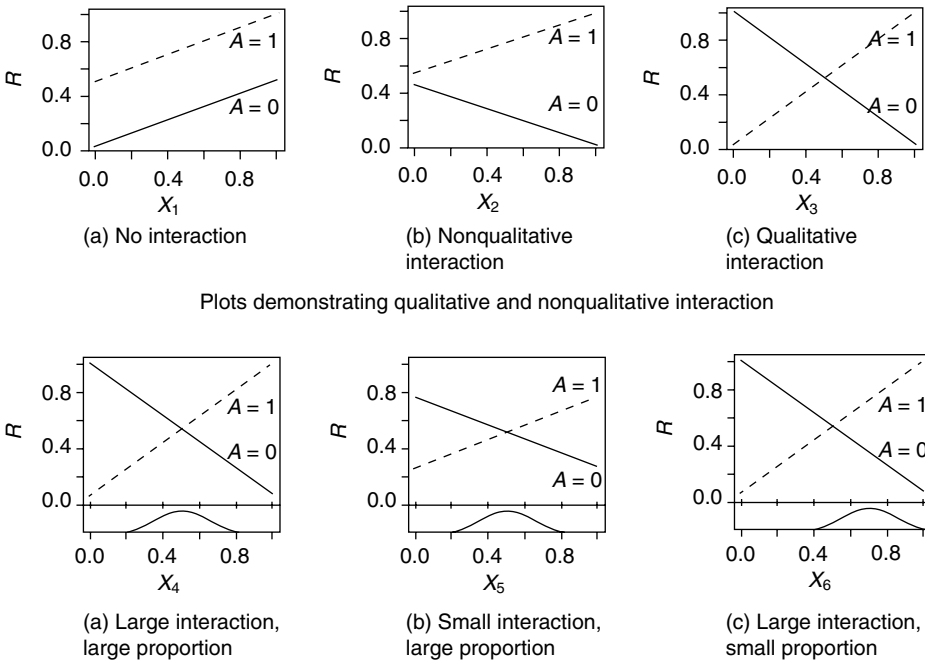 R
0.8
0.4
0.0
A = 1
A = 0
0.0 0.4 0.8
X1
(a) No interaction
R
0.8
0.4
0.0
A = 1
A = 0
0.0 0.4 0.8
X2
(b) Nonqualitative
interaction
R
0.8
0.4
0.0
A = 1
A = 0
0.0 0.4 0.8
X3
(c) Qualitative
interaction
Plots demonstrating qualitative and nonqualitative interaction
R
0.8
0.4
0.0
A = 1
A = 0
0.0 0.4 0.8
X4
(a) Large interaction,
large proportion
R
0.8
0.4
0.0
A = 1
A = 0
0.0 0.4 0.8
X5
(b) Small interaction,
large proportion
R
0.8
0.4
0.0
A = 1
A = 0
0.0 0.4 0.8
X6
(c) Large interaction,
small proportion